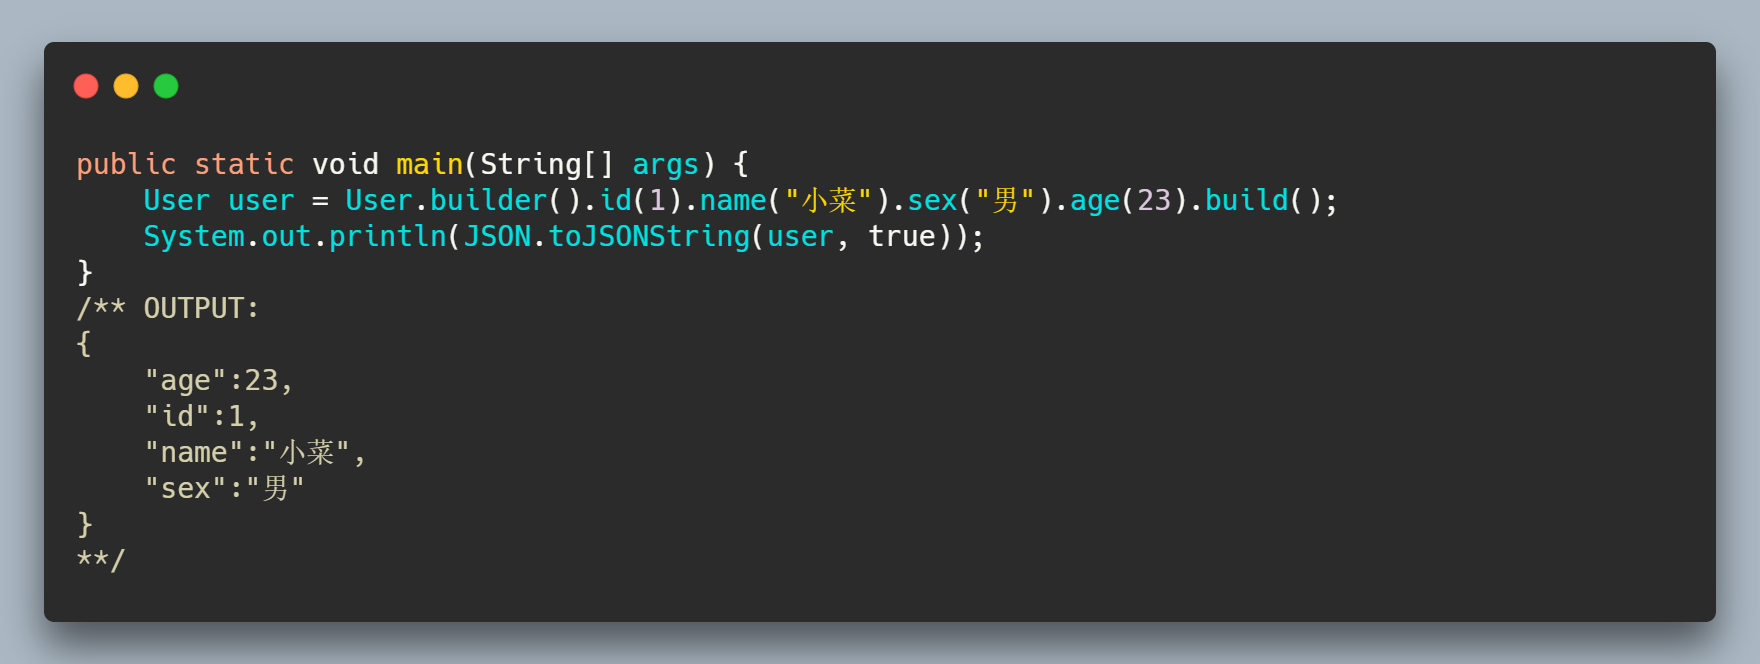 public static void main(String[] args) {
    User user = User.builder().id(1).name("小菜").sex("男").age(23).build();
    System.out.println(JSON.toJSONString(user, true));
}
/** OUTPUT:
{
    "age":23,
    "id":1,
    "name":"小菜",
    "sex":"男"
}
**/